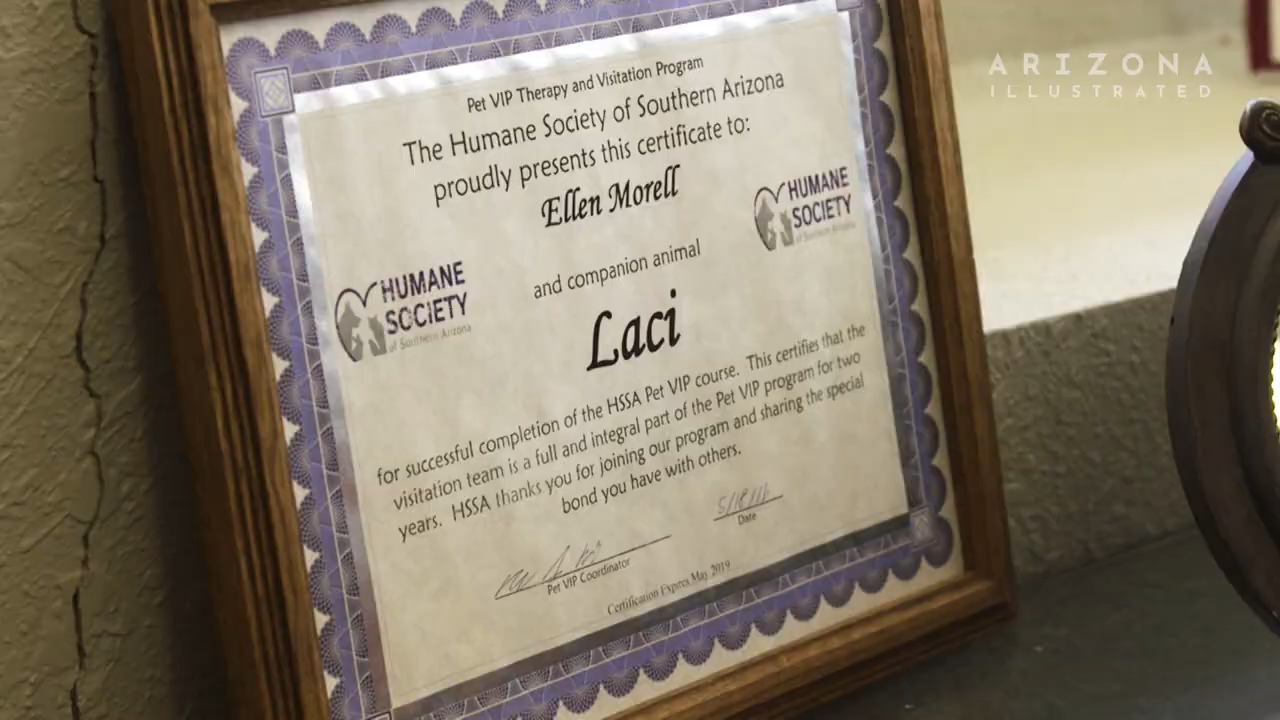 ARIZONA
ILLUSTRATED
Pet VIP Therapy and Visitation Program
The Humane Society of Southern Arizona
proudly presents this certificate to:
Ellen Morell
HUMANE
SOCIETY
of Southern Arizona
and companion animal
HUMANE
SOCIETY
of Southern Arizona
Laci
for successful completion of the HSSA Pet VIP course. This certifies that the
visitation team is a full and integral part of the Pet VIP program for two
years. HSSA thanks you for joining our program and sharing the special
bond you have with others.
Date
Pet VIP Coordinator
Certification Expires May 2019